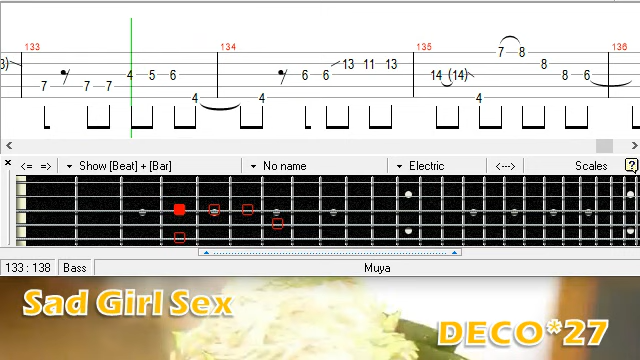 133 134 135 136
7 8
3) 13 11 13 8
4 5 6 6 6 14 (14) 8 6
7 7 7
4 4 4
<= => Show [Beat] + [Bar] No name Electric <---> Scales ?
133 : 138 Bass Muya
Sad Girl Sex
DECO*27